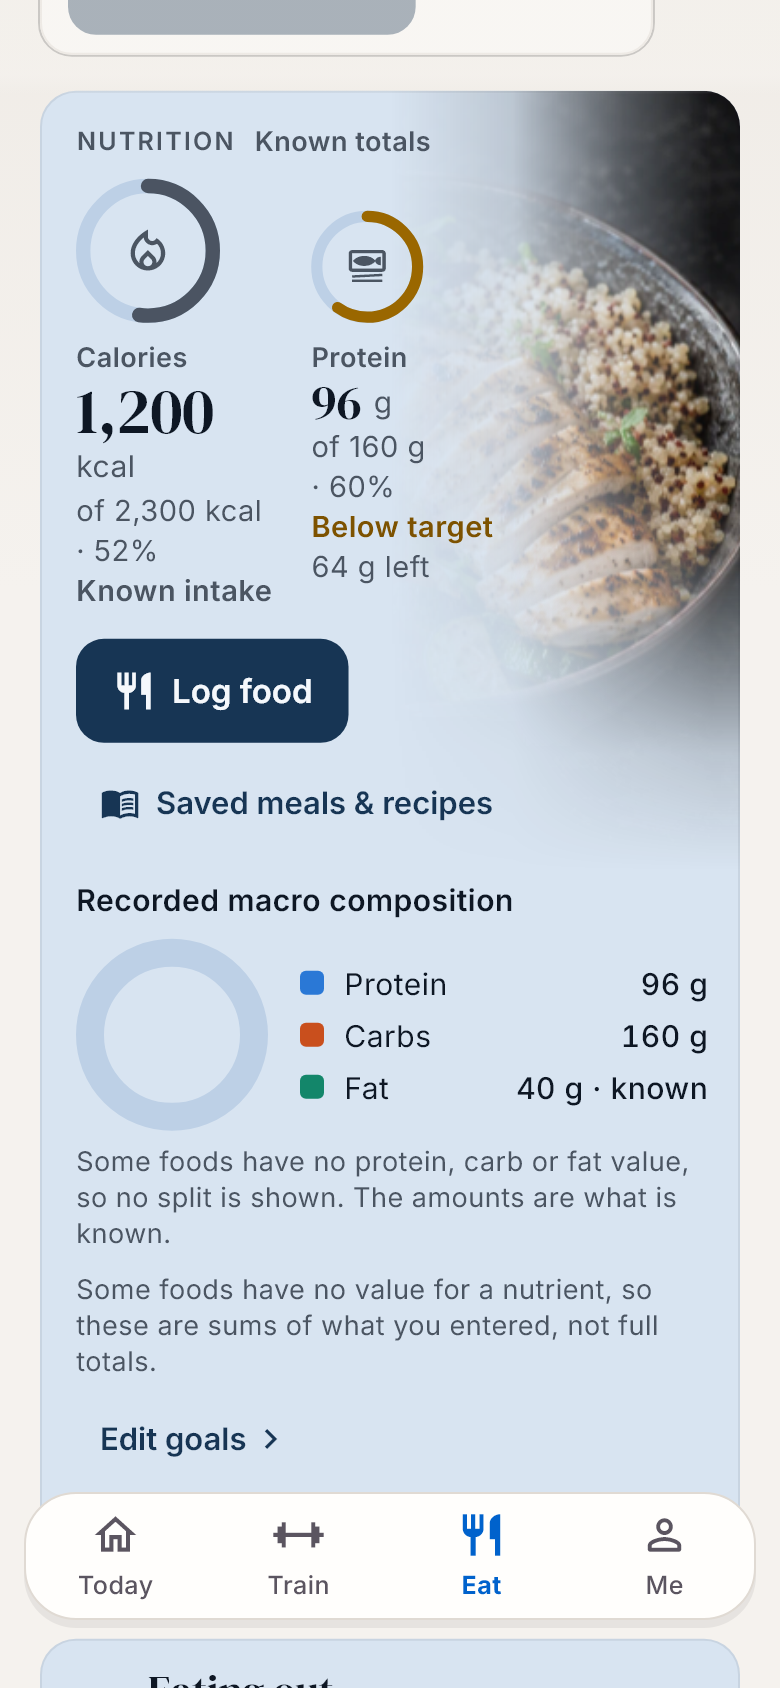 NUTRITION Known totals
Calories
1,200
kcal
of 2,300 kcal
· 52%
Known intake
Protein
96 g
of 160 g
· 60%
Below target
64 g left
Log food
Saved meals & recipes
Recorded macro composition
Protein 96 g
Carbs 160 g
Fat 40 g · known
Some foods have no protein, carb or fat value,
so no split is shown. The amounts are what is
known.
Some foods have no value for a nutrient, so
these are sums of what you entered, not full
totals.
Edit goals
Today Train Eat Me
Eating out